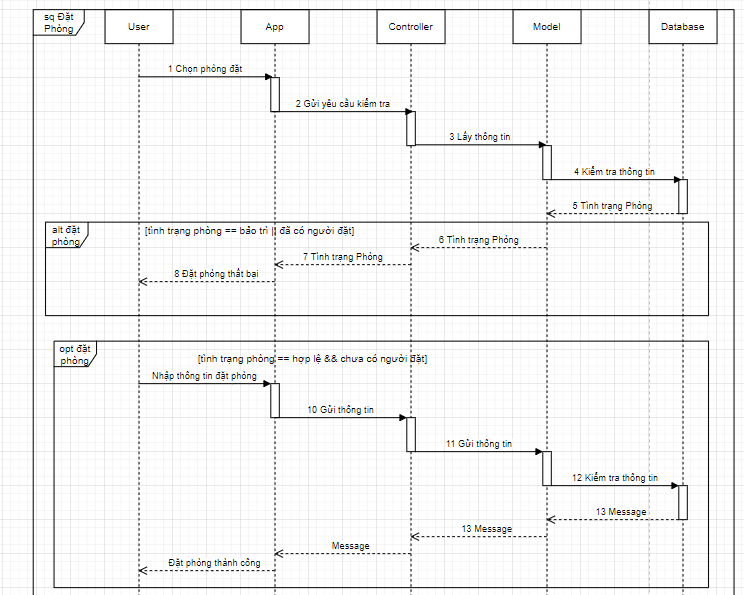 sq Đặt
Phòng
User
App
Controller
Model
Database
1 Chọn phòng đặt
2 Gửi yêu cầu kiểm tra
3 Lấy thông tin
4 Kiểm tra thông tin
5 Tình trạng Phòng
alt đặt
phòng
[tình trạng phòng == bảo trì || đã có người đặt]
6 Tình trạng Phòng
7 Tình trạng Phòng
8 Đặt phòng thất bại
opt đặt
phòng
[tình trạng phòng == hợp lệ && chưa có người đặt]
Nhập thông tin đặt phòng
10 Gửi thông tin
11 Gửi thông tin
12 Kiểm tra thông tin
13 Message
13 Message
Message
Đặt phòng thành công